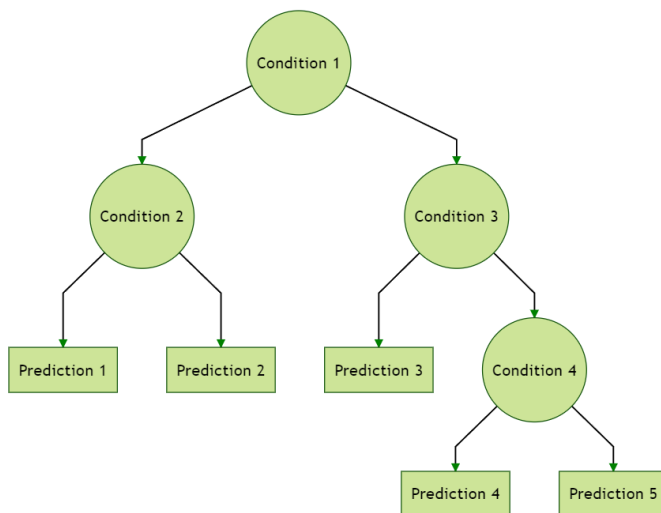 Condition 1
Condition 2
Condition 3
Prediction 1
Prediction 2
Prediction 3
Condition 4
Prediction 4
Prediction 5